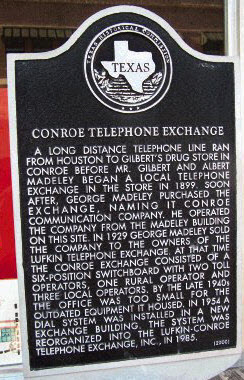 TEXAS HISTORICAL COMMISSION
TEXAS
CONROE TELEPHONE EXCHANGE
A LONG DISTANCE TELEPHONE LINE RAN
FROM HOUSTON TO GILBERT'S DRUG STORE IN
CONROE BEFORE MR. GILBERT AND ALBERT
MADELEY BEGAN A LOCAL TELEPHONE
EXCHANGE IN THE STORE IN 1899. SOON
AFTER, GEORGE MADELEY PURCHASED THE
EXCHANGE, NAMING IT CONROE
COMMUNICATION COMPANY. HE OPERATED
THE COMPANY FROM THE MADELEY BUILDING
ON THIS SITE. IN 1929 GEORGE MADELEY SOLD
THE COMPANY TO THE OWNERS OF THE
LUFKIN TELEPHONE EXCHANGE. AT THAT TIME
THE CONROE EXCHANGE CONSISTED OF A
SIX-POSITION SWITCHBOARD WITH TWO TOLL
OPERATORS, ONE RURAL OPERATOR AND
THREE LOCAL OPERATORS. BY THE LATE 1940s
THE OFFICE WAS TOO SMALL FOR THE
OUTDATED EQUIPMENT IT HOUSED. IN 1954 A
DIAL SYSTEM WAS INSTALLED IN A NEW
EXCHANGE BUILDING. THE SYSTEM WAS
REORGANIZED INTO THE LUFKIN-CONROE
TELEPHONE EXCHANGE, INC., IN 1985.
(2000)